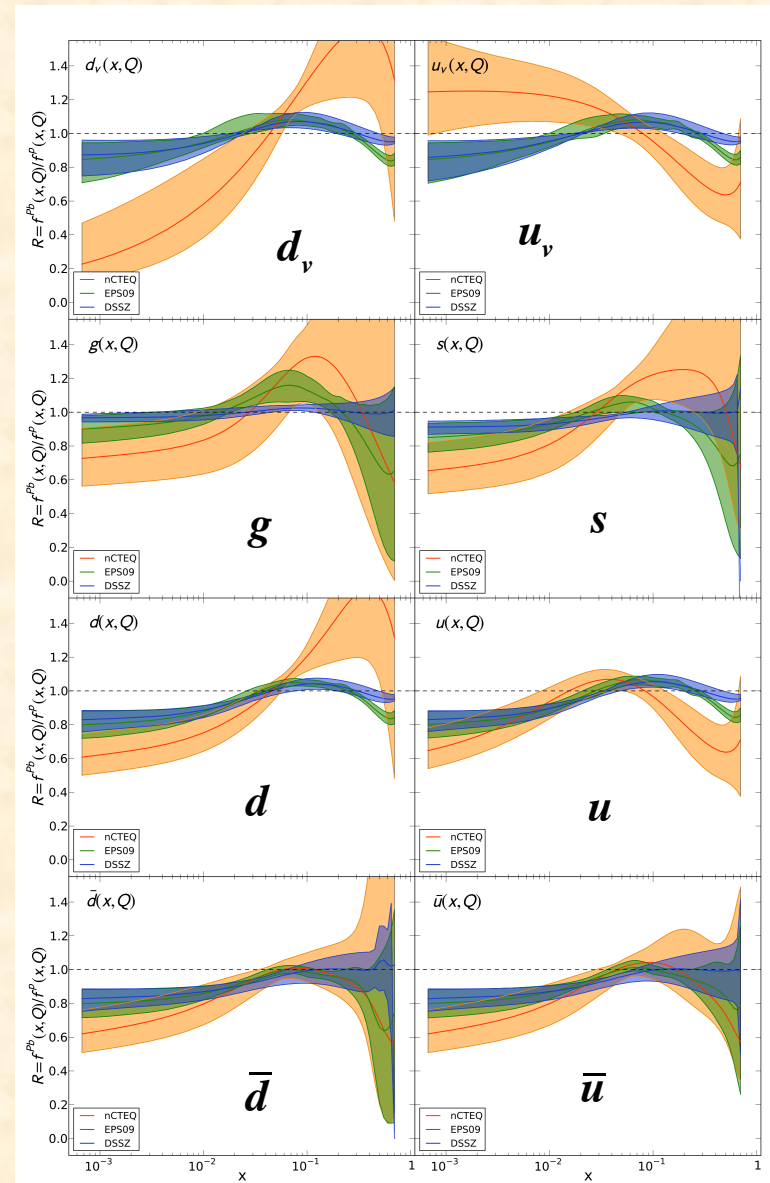 d_v(x,Q)
u_v(x,Q)
R = f^{Pb}(x,Q)/f^p(x,Q)
1.4
1.2
1.0
0.8
0.6
0.4
0.2
0.0
d_v
u_v
nCTEQ
EPS09
DSSZ
nCTEQ
EPS09
DSSZ
g(x,Q)
s(x,Q)
R = f^{Pb}(x,Q)/f^p(x,Q)
1.4
1.2
1.0
0.8
0.6
0.4
0.2
0.0
g
s
nCTEQ
EPS09
DSSZ
nCTEQ
EPS09
DSSZ
d(x,Q)
u(x,Q)
R = f^{Pb}(x,Q)/f^p(x,Q)
1.4
1.2
1.0
0.8
0.6
0.4
0.2
0.0
d
u
nCTEQ
EPS09
DSSZ
nCTEQ
EPS09
DSSZ
d̄(x,Q)
ū(x,Q)
R = f^{Pb}(x,Q)/f^p(x,Q)
1.4
1.2
1.0
0.8
0.6
0.4
0.2
0.0
d̄
ū
nCTEQ
EPS09
DSSZ
nCTEQ
EPS09
DSSZ
10⁻³ 10⁻² 10⁻¹ 1 10⁻³ 10⁻² 10⁻¹ 1
x x